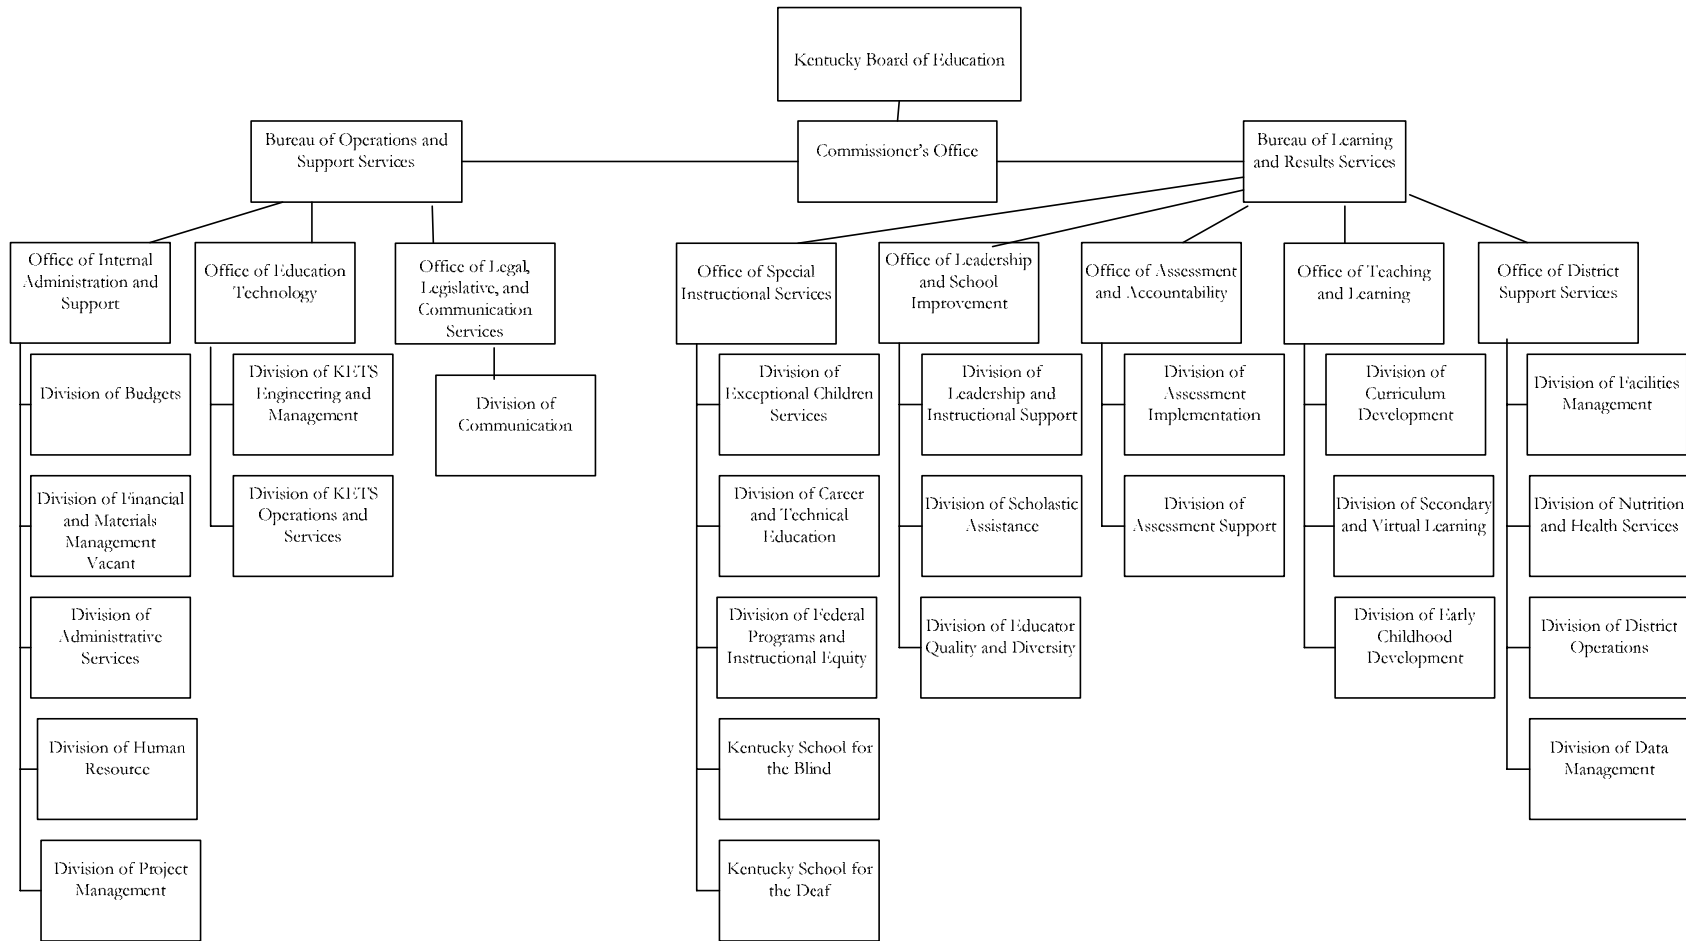 Kentucky Board of Education
Bureau of Operations and
Support Services
Commissioner's Office
Bureau of Learning
and Results Services
Office of Internal
Administration and
Support
Office of Education
Technology
Office of Legal,
Legislative, and
Communication
Services
Office of Special
Instructional Services
Office of Leadership
and School
Improvement
Office of Assessment
and Accountability
Office of Teaching
and Learning
Office of District
Support Services
Division of Budgets
Division of KETS
Engineering and
Management
Division of
Communication
Division of
Exceptional Children
Services
Division of
Leadership and
Instructional Support
Division of
Assessment
Implementation
Division of
Curriculum
Development
Division of Facilities
Management
Division of Financial
and Materials
Management
Vacant
Division of KETS
Operations and
Services
Division of Career
and Technical
Education
Division of Scholastic
Assistance
Division of
Assessment Support
Division of Secondary
and Virtual Learning
Division of Nutrition
and Health Services
Division of
Administrative
Services
Division of Federal
Programs and
Instructional Equity
Division of Educator
Quality and Diversity
Division of Early
Childhood
Development
Division of District
Operations
Division of Human
Resource
Kentucky School for
the Blind
Division of Data
Management
Division of Project
Management
Kentucky School for
the Deaf